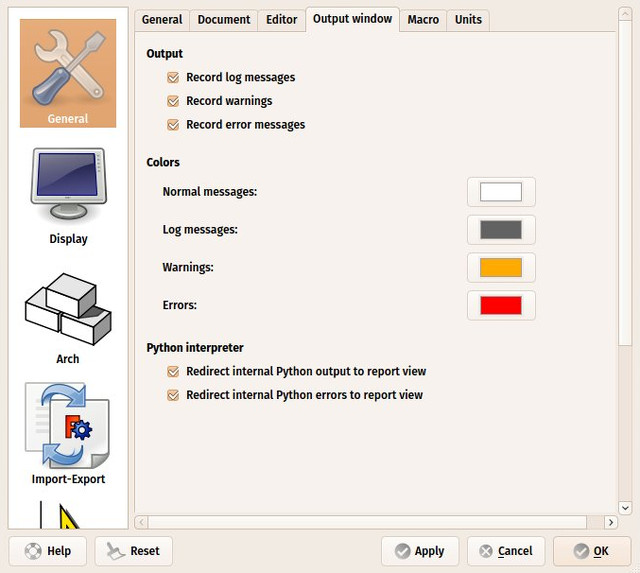 General Document Editor Output window Macro Units
General
Display
Arch
Import-Export
Output
Record log messages
Record warnings
Record error messages
Colors
Normal messages:
Log messages:
Warnings:
Errors:
Python interpreter
Redirect internal Python output to report view
Redirect internal Python errors to report view
Help Reset Apply Cancel OK